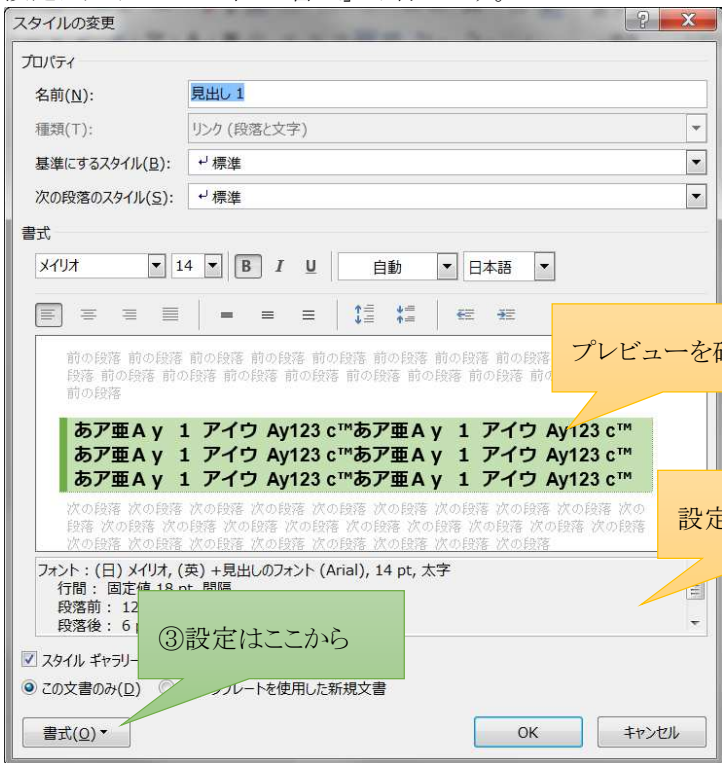 スタイルの変更
プロパティ
名前(N): 見出し 1
種類(T): リンク (段落と文字)
基準にするスタイル(B): ↵標準
次の段落のスタイル(S): ↵標準
書式
メイリオ 14 B I U 自動 日本語
前の段落 前の段落 前の段落 前の段落 前の段落 前の段落 前の段落 前の段落
段落 前の段落 前の段落 前の段落 前の段落 前の段落 前の段落 前の段落
前の段落
プレビューを
あア亜Ay 1 アイウ Ay123 c™あア亜Ay 1 アイウ Ay123 c™
あア亜Ay 1 アイウ Ay123 c™あア亜Ay 1 アイウ Ay123 c™
あア亜Ay 1 アイウ Ay123 c™あア亜Ay 1 アイウ Ay123 c™
次の段落 次の段落 次の段落 次の段落 次の段落 次の段落 次の段落 次の段落 次の段落 次の
段落 次の段落 次の段落 次の段落 次の段落 次の段落 次の段落 次の段落 次の段落 次の段落
次の段落 次の段落 次の段落 次の段落 次の段落 次の段落 次の段落 次の段落
設定
フォント : (日) メイリオ, (英) +見出しのフォント (Arial), 14 pt, 太字
行間 : 固定値 18 pt, 間隔
段落前 : 12
段落後 : 6
③設定はここから
スタイル ギャラリー
この文書のみ(D) プレートを使用した新規文書
書式(O) OK キャンセル